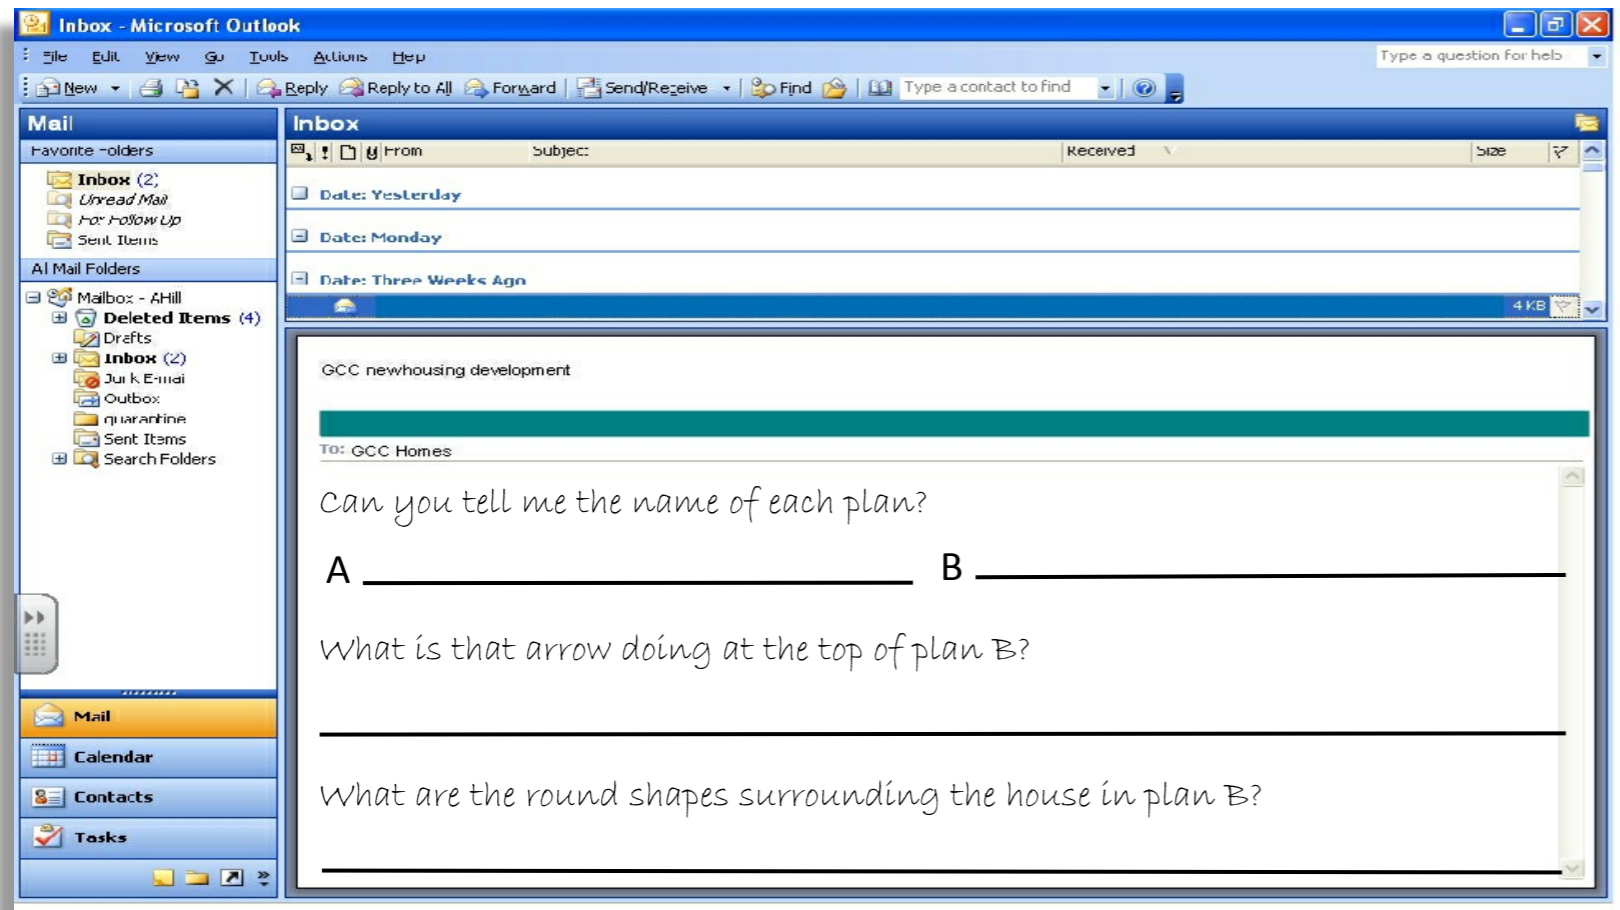 Inbox - Microsoft Outlook
File Edit View Go Tools Actions Help Type a question for help
New Reply Reply to All Forward Send/Receive Find Type a contact to find
Mail
Favorite Folders
Inbox (2)
Unread Mail
For Follow Up
Sent Items
All Mail Folders
Mailbox - AHill
Deleted Items (4)
Drafts
Inbox (2)
Junk E-mail
Outbox
quarantine
Sent Items
Search Folders
Mail
Calendar
Contacts
Tasks
Inbox
From Subject Received Size
Date: Yesterday
Date: Monday
Date: Three Weeks Ago
4 KB
GCC newhousing development
To: GCC Homes
Can you tell me the name of each plan?
A B
What is that arrow doing at the top of plan B?
What are the round shapes surrounding the house in plan B?